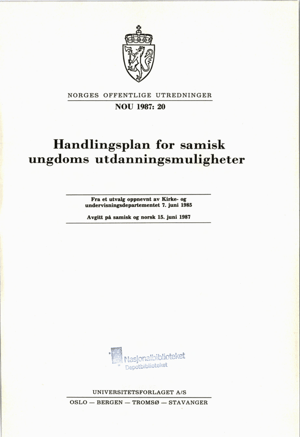 NORGES OFFENTLIGE UTREDNINGER
NOU 1987: 20
Handlingsplan for samisk
ungdoms utdanningsmuligheter
Fra et utvalg oppnevnt av Kirke- og
undervisningsdepartementet 7. juni 1985
Avgitt på samisk og norsk 15. juni 1987
Nasjonalbiblioteket
Depotbiblioteket
UNIVERSITETSFORLAGET A/S
OSLO — BERGEN — TROMSØ — STAVANGER